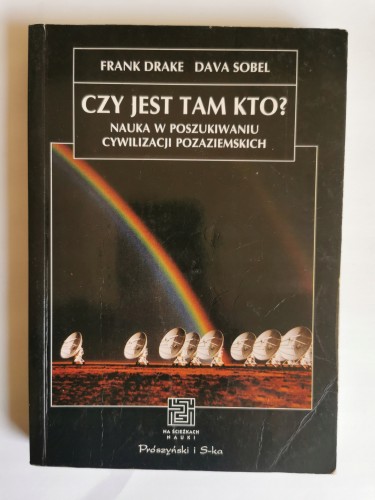 FRANK DRAKE DAVA SOBEL
CZY JEST TAM KTO?
NAUKA W POSZUKIWANIU
CYWILIZACJI POZAZIEMSKICH
NA ŚCIEŻKACH
NAUKI
Prószyński i S-ka